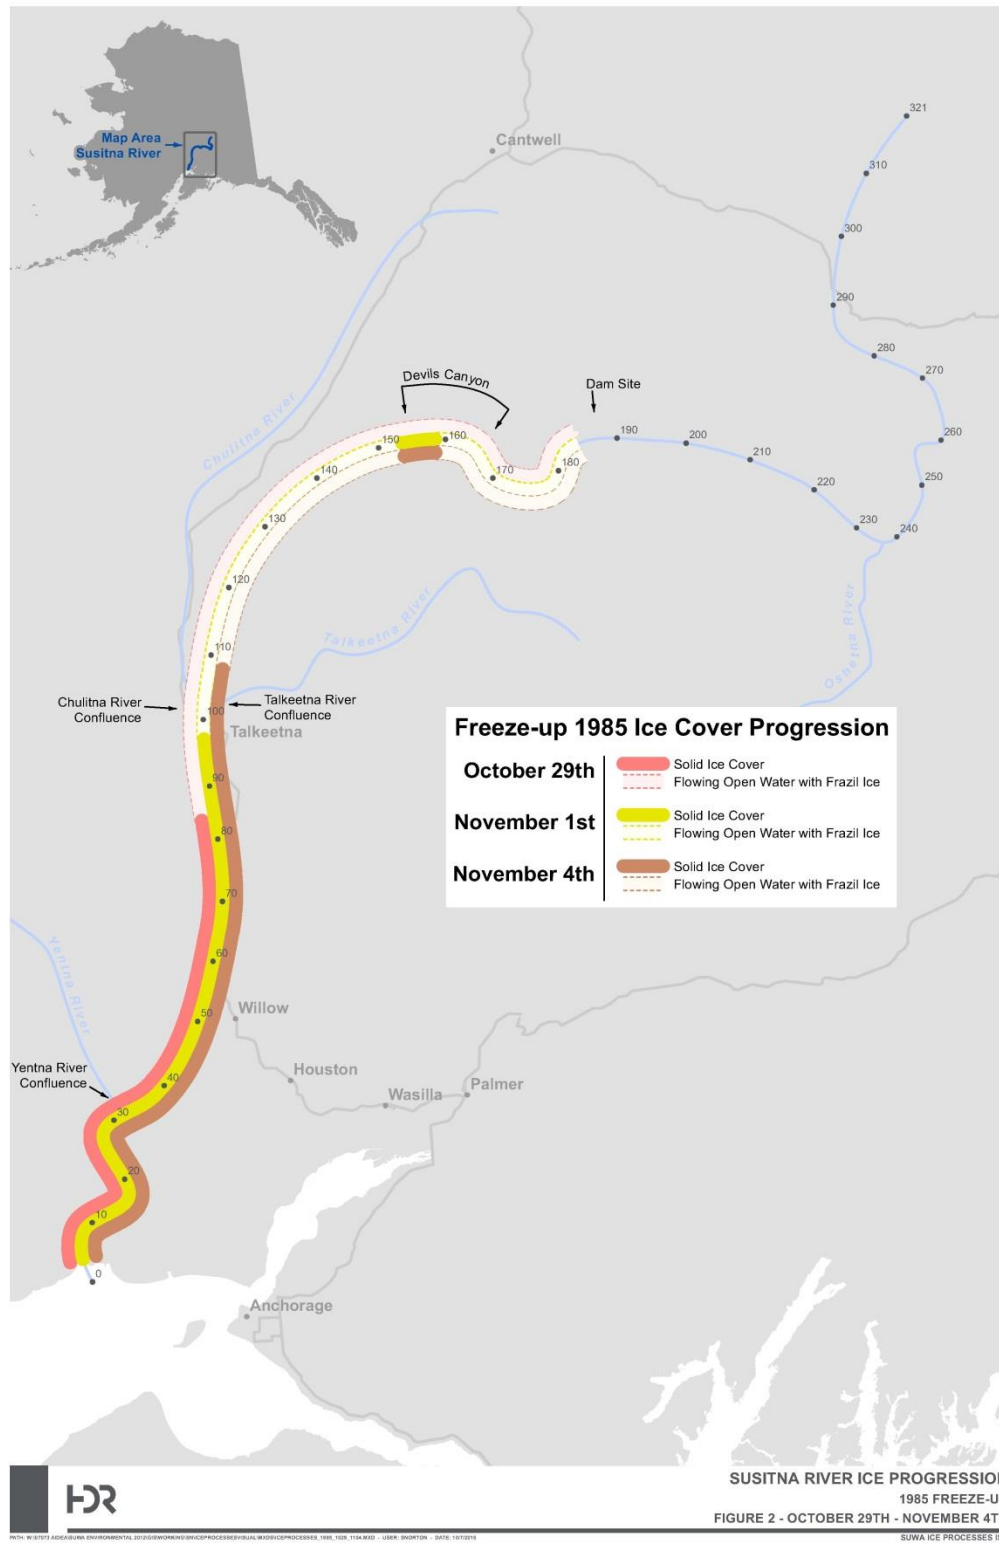 Map Area
Susitna River
Cantwell
321
310
300
290
280
270
260
250
240
230
220
210
200
190
Dam Site
Devils Canyon
180
170
160
150
140
130
120
110
100
90
80
70
60
50
40
30
20
10
0
Chulitna River
Talkeetna River
Oshetna River
Yentna River
Chulitna River
Confluence
Talkeetna River
Confluence
Talkeetna
Freeze-up 1985 Ice Cover Progression
October 29th
Solid Ice Cover
Flowing Open Water with Frazil Ice
November 1st
Solid Ice Cover
Flowing Open Water with Frazil Ice
November 4th
Solid Ice Cover
Flowing Open Water with Frazil Ice
Willow
Houston
Wasilla
Palmer
Yentna River
Confluence
Anchorage
HDR
SUSITNA RIVER ICE PROGRESSION
1985 FREEZE-U
FIGURE 2 - OCTOBER 29TH - NOVEMBER 4T
SUWA ICE PROCESSES